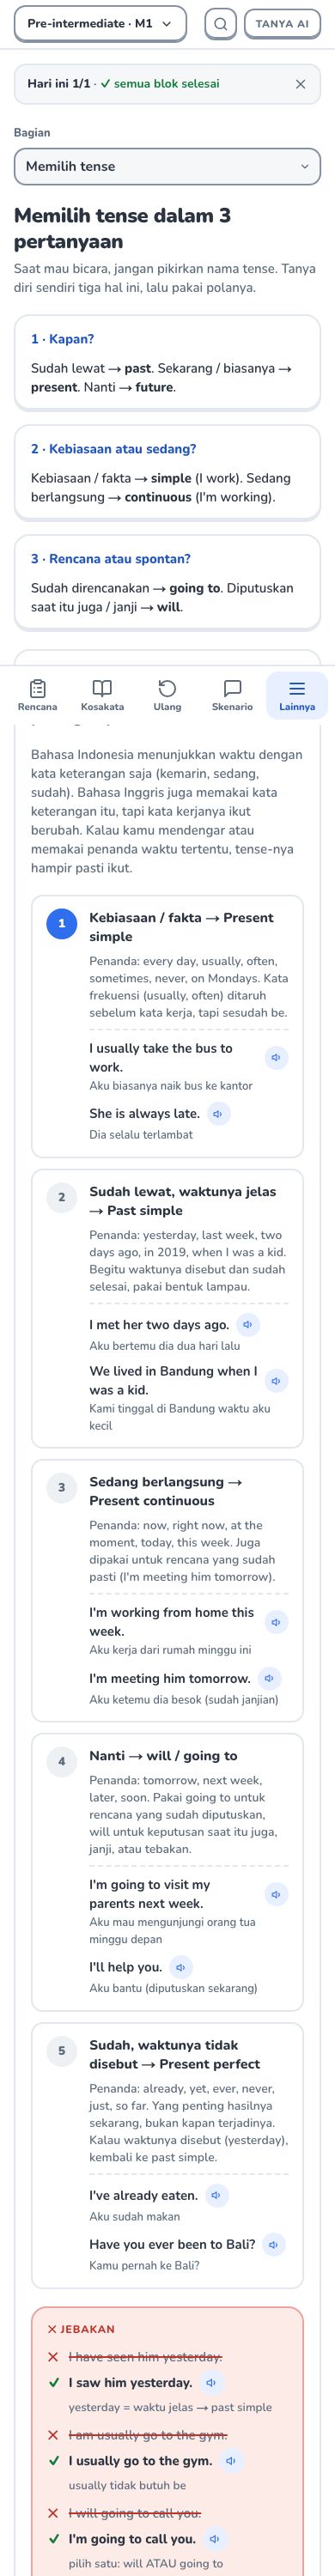 Pre-intermediate · M1
TANYA AI
Hari ini 1/1 · ✓ semua blok selesai
Bagian
Memilih tense
Memilih tense dalam 3
pertanyaan
Saat mau bicara, jangan pikirkan nama tense. Tanya
diri sendiri tiga hal ini, lalu pakai polanya.
1 · Kapan?
Sudah lewat → past. Sekarang / biasanya →
present. Nanti → future.
2 · Kebiasaan atau sedang?
Kebiasaan / fakta → simple (I work). Sedang
berlangsung → continuous (I'm working).
3 · Rencana atau spontan?
Sudah direncanakan → going to. Diputuskan
saat itu juga / janji → will.
Rencana
Kosakata
Ulang
Skenario
Lainnya
Bahasa Indonesia menunjukkan waktu dengan
kata keterangan saja (kemarin, sedang,
sudah). Bahasa Inggris juga memakai kata
keterangan itu, tapi kata kerjanya ikut
berubah. Kalau kamu mendengar atau
memakai penanda waktu tertentu, tense-nya
hampir pasti ikut.
1
Kebiasaan / fakta → Present
simple
Penanda: every day, usually, often,
sometimes, never, on Mondays. Kata
frekuensi (usually, often) ditaruh
sebelum kata kerja, tapi sesudah be.
I usually take the bus to
work.
Aku biasanya naik bus ke kantor
She is always late.
Dia selalu terlambat
2
Sudah lewat, waktunya jelas
→ Past simple
Penanda: yesterday, last week, two
days ago, in 2019, when I was a kid.
Begitu waktunya disebut dan sudah
selesai, pakai bentuk lampau.
I met her two days ago.
Aku bertemu dia dua hari lalu
We lived in Bandung when I
was a kid.
Kami tinggal di Bandung waktu aku
kecil
3
Sedang berlangsung →
Present continuous
Penanda: now, right now, at the
moment, today, this week. Juga
dipakai untuk rencana yang sudah
pasti (I'm meeting him tomorrow).
I'm working from home this
week.
Aku kerja dari rumah minggu ini
I'm meeting him tomorrow.
Aku ketemu dia besok (sudah janjian)
4
Nanti → will / going to
Penanda: tomorrow, next week,
later, soon. Pakai going to untuk
rencana yang sudah diputuskan,
will untuk keputusan saat itu juga,
janji, atau tebakan.
I'm going to visit my
parents next week.
Aku mau mengunjungi orang tua
minggu depan
I'll help you.
Aku bantu (diputuskan sekarang)
5
Sudah, waktunya tidak
disebut → Present perfect
Penanda: already, yet, ever, never,
just, so far. Yang penting hasilnya
sekarang, bukan kapan terjadinya.
Kalau waktunya disebut (yesterday),
kembali ke past simple.
I've already eaten.
Aku sudah makan
Have you ever been to Bali?
Kamu pernah ke Bali?
✕ JEBAKAN
✕ I have seen him yesterday.
✓ I saw him yesterday.
yesterday = waktu jelas → past simple
✕ I am usually go to the gym.
✓ I usually go to the gym.
usually tidak butuh be
✕ I will going to call you.
✓ I'm going to call you.
pilih satu: will ATAU going to